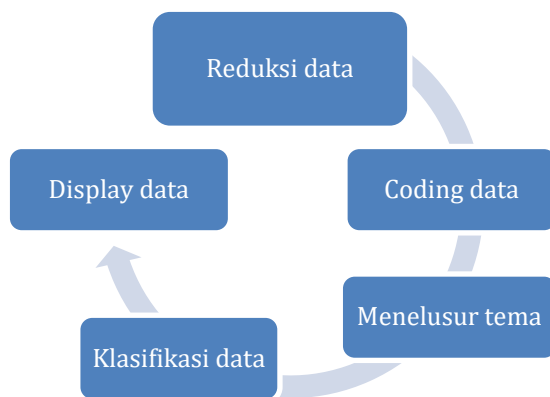 Reduksi data
Coding data
Menelusur tema
Klasifikasi data
Display data